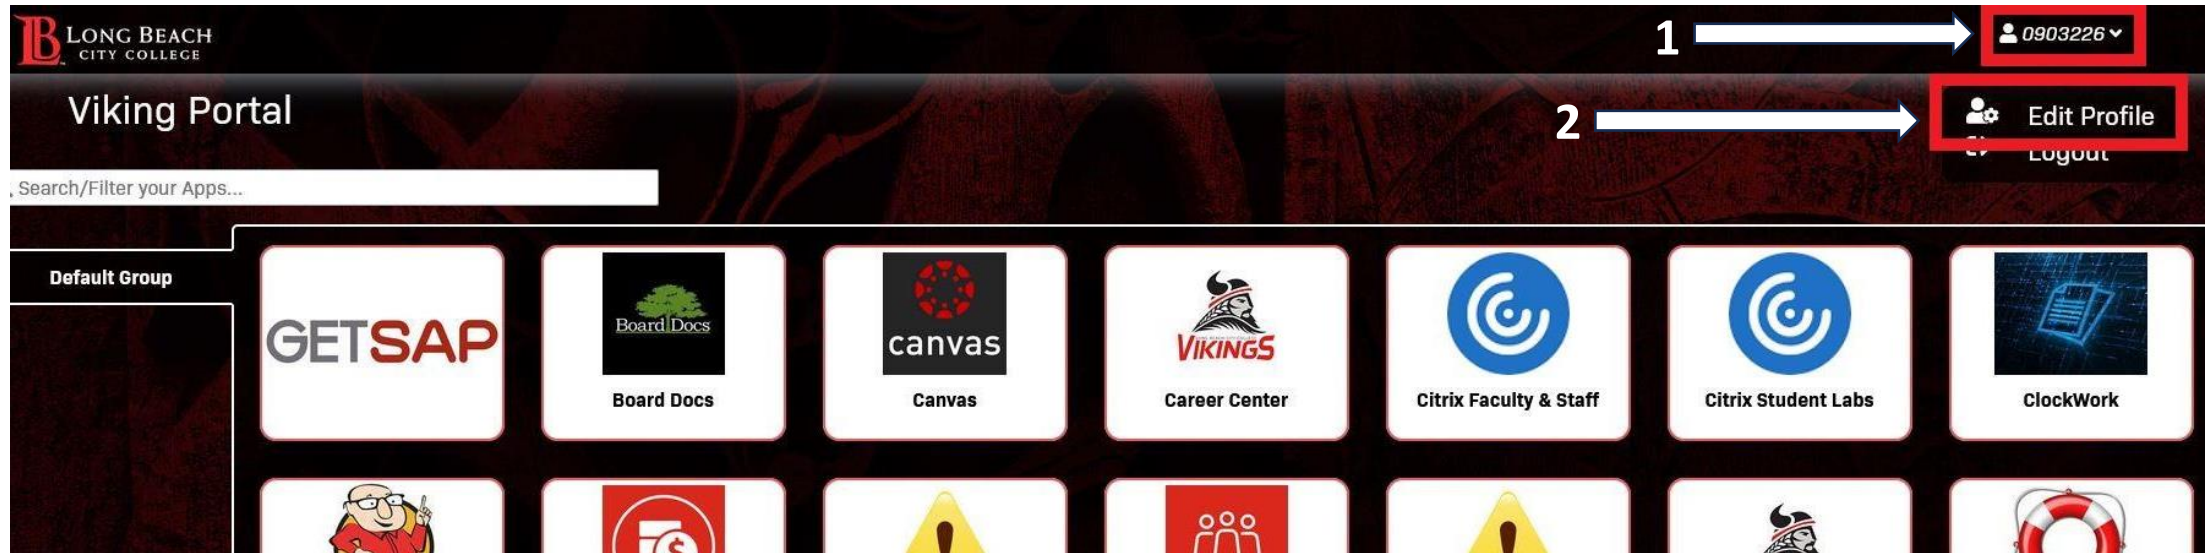 LONG BEACH
CITY COLLEGE
1
0903226
Viking Portal
2
Edit Profile
Logout
Search/Filter your Apps...
Default Group
GETSAP
Board Docs
canvas
VIKINGS
Board Docs
Canvas
Career Center
Citrix Faculty & Staff
Citrix Student Labs
ClockWork